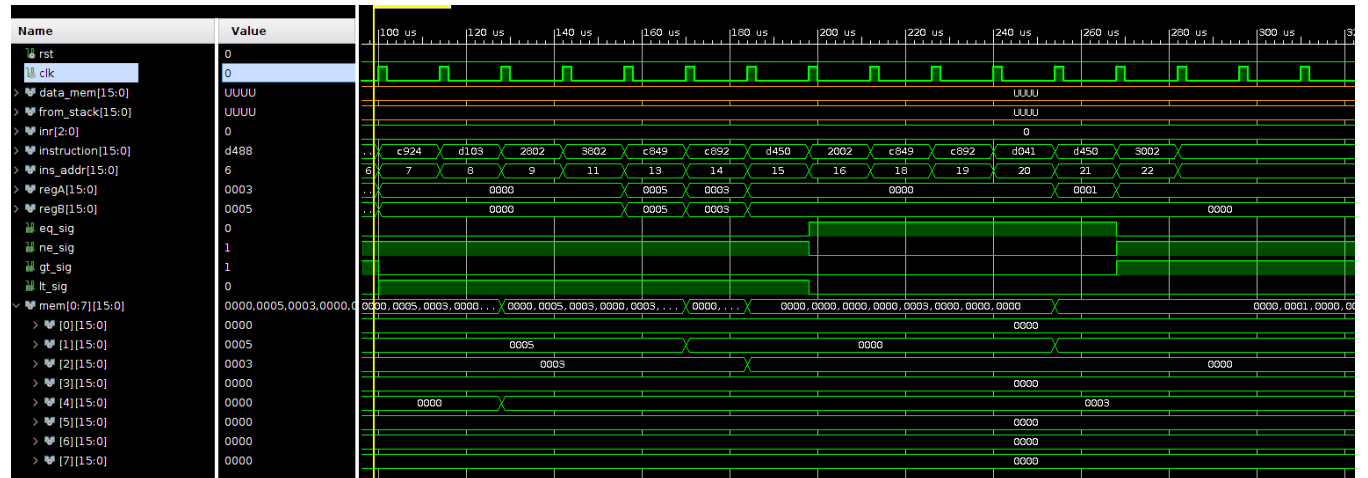 Name Value 100 us 120 us 140 us 160 us 180 us 200 us 220 us 240 us 260 us 280 us 300 us 32
rst 0
clk 0
data_mem[15:0] UUUU UUUU
from_stack[15:0] UUUU UUUU
inr[2:0] 0 0
instruction[15:0] d488 ... c924 d103 2802 3802 c849 c892 d450 2002 c849 c892 d041 d450 3002
ins_addr[15:0] 6 6 7 8 9 11 13 14 15 16 18 19 20 21 22
regA[15:0] 0003 ... 0000 0005 0003 0000 0001
regB[15:0] 0005 ... 0000 0005 0003 0000
eq_sig 0
ne_sig 1
gt_sig 1
lt_sig 0
mem[0:7][15:0] 0000,0005,0003,0000,0 0000,0005,0003,0000... 0000,0005,0003,0000,0003,... 0000,... 0000,0000,0000,0000,0003,0000,0000,0000 0000,0001,0000,00
[0][15:0] 0000 0000
[1][15:0] 0005 0005 0000
[2][15:0] 0003 0003 0000
[3][15:0] 0000 0000
[4][15:0] 0000 0000 0003
[5][15:0] 0000 0000
[6][15:0] 0000 0000
[7][15:0] 0000 0000